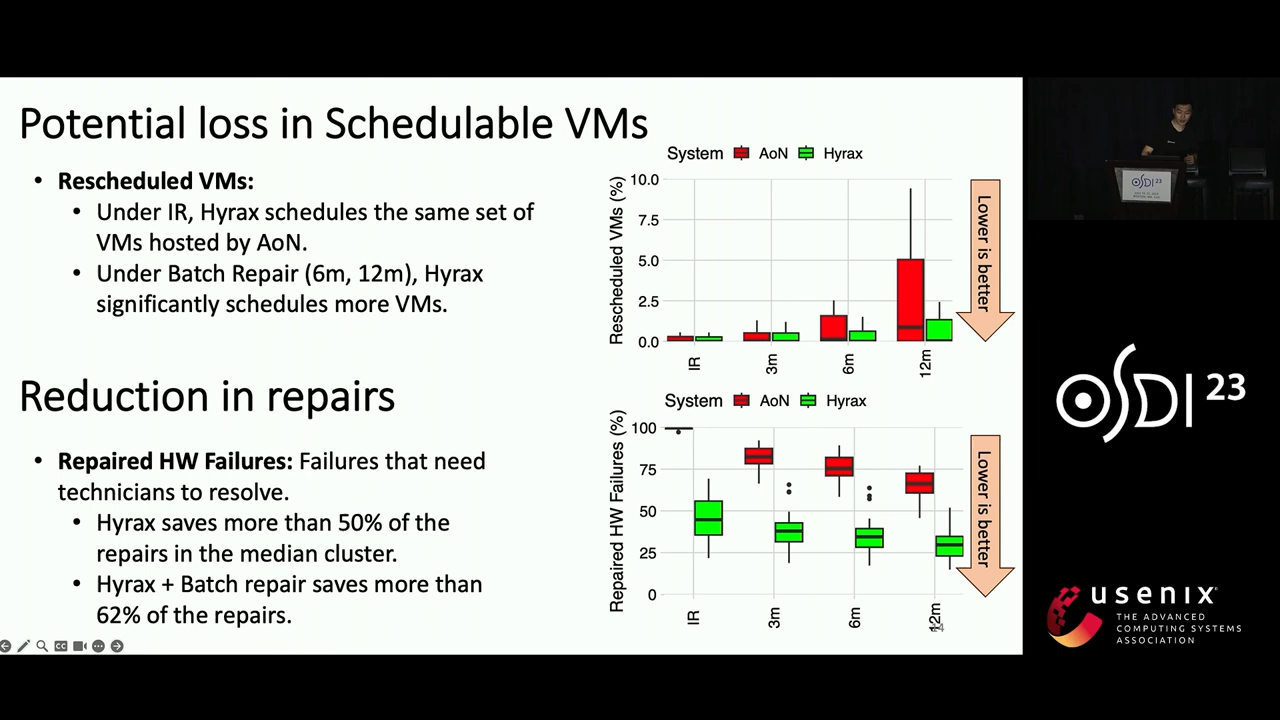 Potential loss in Schedulable VMs
• Rescheduled VMs:
• Under IR, Hyrax schedules the same set of
VMs hosted by AoN.
• Under Batch Repair (6m, 12m), Hyrax
significantly schedules more VMs.
System AoN Hyrax
Rescheduled VMs (%)
10.0
7.5
5.0
2.5
0.0
IR
3m
6m
12m
Lower is better
Reduction in repairs
• Repaired HW Failures: Failures that need
technicians to resolve.
• Hyrax saves more than 50% of the
repairs in the median cluster.
• Hyrax + Batch repair saves more than
62% of the repairs.
System AoN Hyrax
Repaired HW Failures (%)
100
75
50
25
0
IR
3m
6m
12m
Lower is better
OSDI 23
OSDI 23
usenix
THE ADVANCED
COMPUTING SYSTEMS
ASSOCIATION